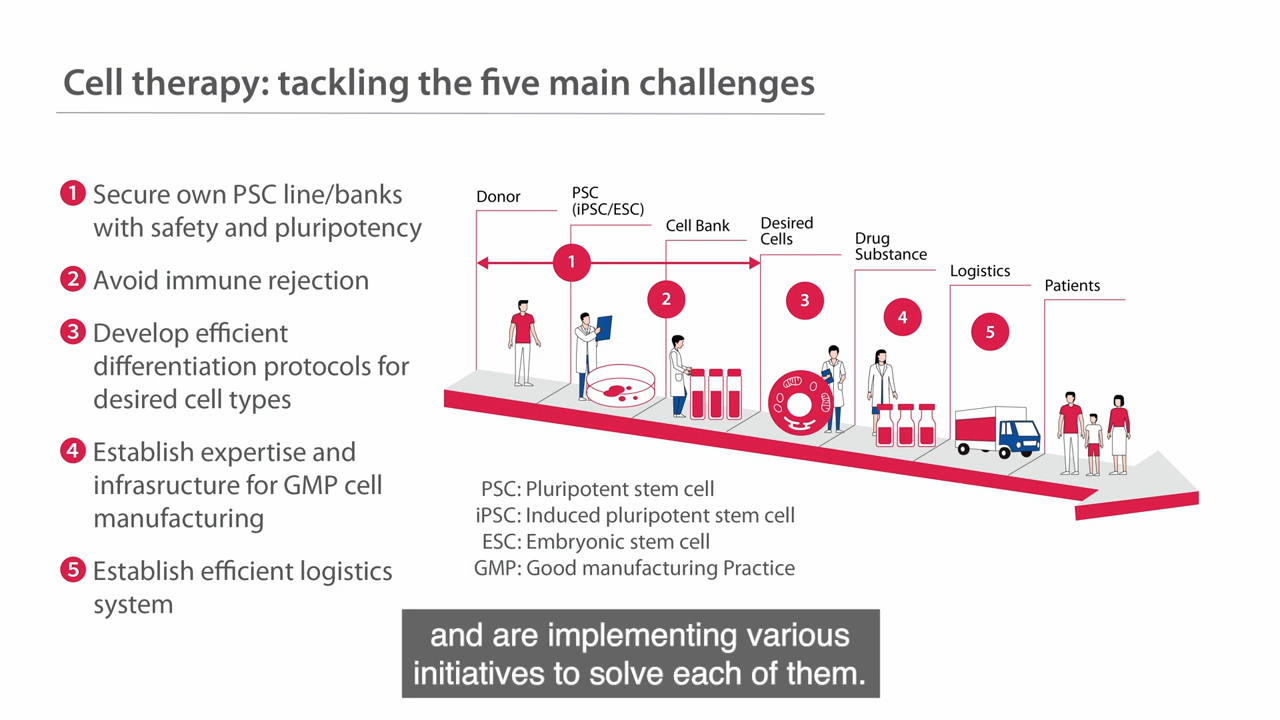 Cell therapy: tackling the five main challenges
1 Secure own PSC line/banks
with safety and pluripotency
2 Avoid immune rejection
3 Develop efficient
differentiation protocols for
desired cell types
4 Establish expertise and
infrasructure for GMP cell
manufacturing
5 Establish efficient logistics
system
Donor
PSC
(iPSC/ESC)
Cell Bank
Desired
Cells
Drug
Substance
Logistics
Patients
1
2
3
4
5
PSC: Pluripotent stem cell
iPSC: Induced pluripotent stem cell
ESC: Embryonic stem cell
GMP: Good manufacturing Practice
and are implementing various
initiatives to solve each of them.